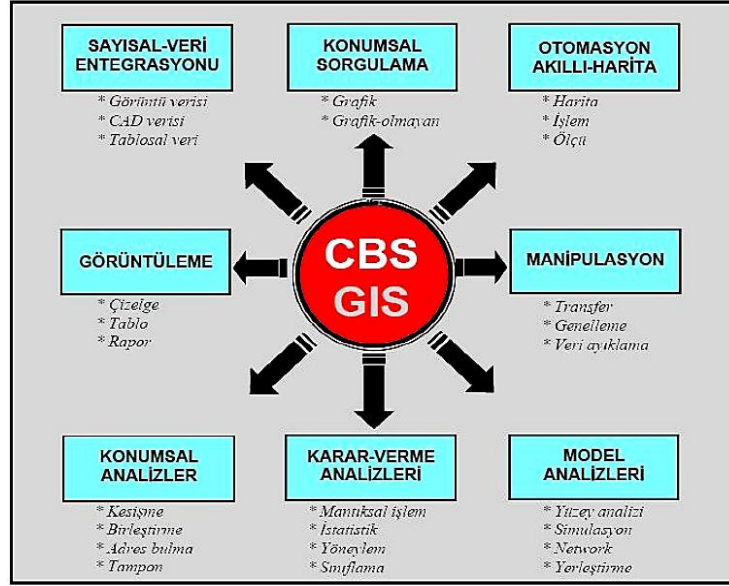 SAYISAL-VERİ
ENTEGRASYONU
* Görüntü verisi
* CAD verisi
* Tablosal veri
KONUMSAL
SORGULAMA
* Grafik
* Grafik-olmayan
OTOMASYON
AKILLI-HARİTA
* Harita
* İşlem
* Ölçü
GÖRÜNTÜLEME
* Çizelge
* Tablo
* Rapor
CBS
GIS
MANIPULASYON
* Transfer
* Genelleme
* Veri ayıklama
KONUMSAL
ANALİZLER
* Kesişme
* Birleştirme
* Adres bulma
* Tampon
KARAR-VERME
ANALİZLERİ
* Mantıksal işlem
* İstatistik
* Yöneylem
* Sınıflama
MODEL
ANALİZLERİ
* Yüzey analizi
* Simulasyon
* Network
* Yerleştirme